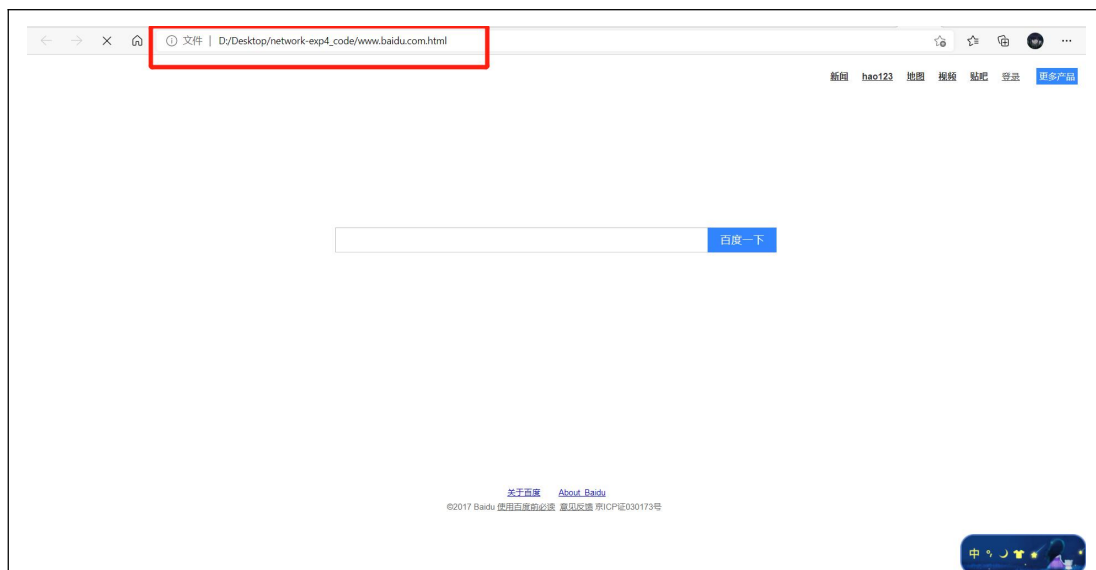 文件 | D:/Desktop/network-exp4_code/www.baidu.com.html
新闻 hao123 地图 视频 贴吧 登录 更多产品
百度一下
关于百度 About Baidu
©2017 Baidu 使用百度前必读 意见反馈 京ICP证030173号
中